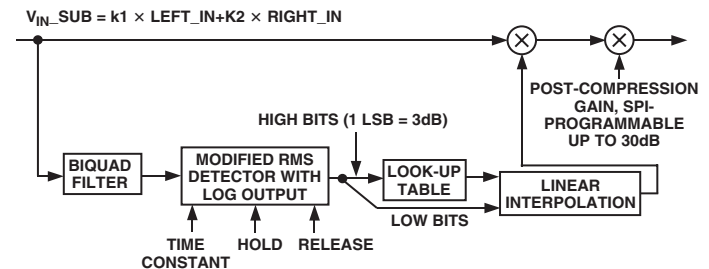 VIN_SUB = k1 × LEFT_IN+K2 × RIGHT_IN
POST-COMPRESSION
GAIN, SPI-
PROGRAMMABLE
UP TO 30dB
HIGH BITS (1 LSB = 3dB)
BIQUAD
FILTER
MODIFIED RMS
DETECTOR WITH
LOG OUTPUT
LOOK-UP
TABLE
LINEAR
INTERPOLATION
LOW BITS
TIME
CONSTANT
HOLD
RELEASE